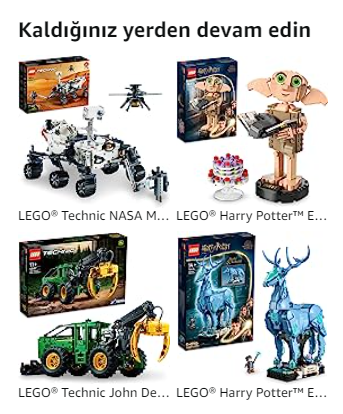 Kaldığınız yerden devam edin
LEGO® Technic NASA M...
LEGO® Harry Potter™ E...
LEGO® Technic John De...
LEGO® Harry Potter™ E...